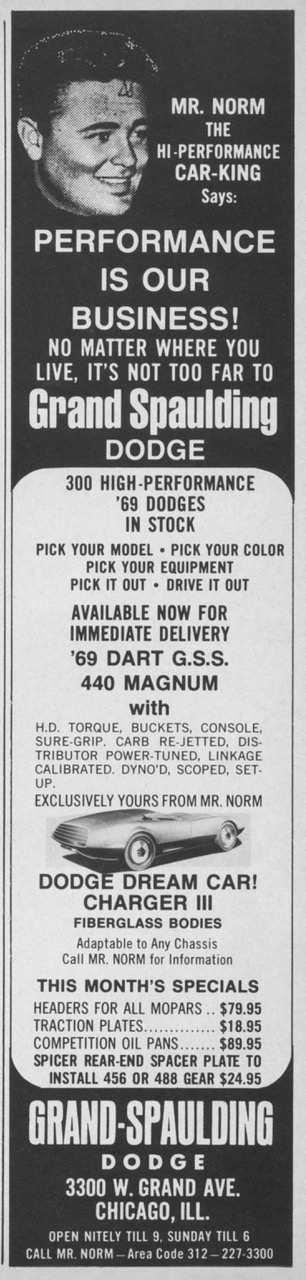 MR. NORM
THE
HI-PERFORMANCE
CAR-KING
Says:
PERFORMANCE
IS OUR
BUSINESS!
NO MATTER WHERE YOU
LIVE, IT'S NOT TOO FAR TO
Grand Spaulding
DODGE
300 HIGH-PERFORMANCE
'69 DODGES
IN STOCK
PICK YOUR MODEL • PICK YOUR COLOR
PICK YOUR EQUIPMENT
PICK IT OUT • DRIVE IT OUT
AVAILABLE NOW FOR
IMMEDIATE DELIVERY
'69 DART G.S.S.
440 MAGNUM
with
H.D. TORQUE, BUCKETS, CONSOLE,
SURE-GRIP. CARB RE-JETTED, DIS-
TRIBUTOR POWER-TUNED, LINKAGE
CALIBRATED. DYNO'D, SCOPED, SET-
UP.
EXCLUSIVELY YOURS FROM MR. NORM
DODGE DREAM CAR!
CHARGER III
FIBERGLASS BODIES
Adaptable to Any Chassis
Call MR. NORM for Information
THIS MONTH'S SPECIALS
HEADERS FOR ALL MOPARS .. $79.95
TRACTION PLATES............. $18.95
COMPETITION OIL PANS....... $89.95
SPICER REAR-END SPACER PLATE TO
INSTALL 456 OR 488 GEAR $24.95
GRAND-SPAULDING
DODGE
3300 W. GRAND AVE.
CHICAGO, ILL.
OPEN NITELY TILL 9, SUNDAY TILL 6
CALL MR. NORM — Area Code 312 — 227-3300